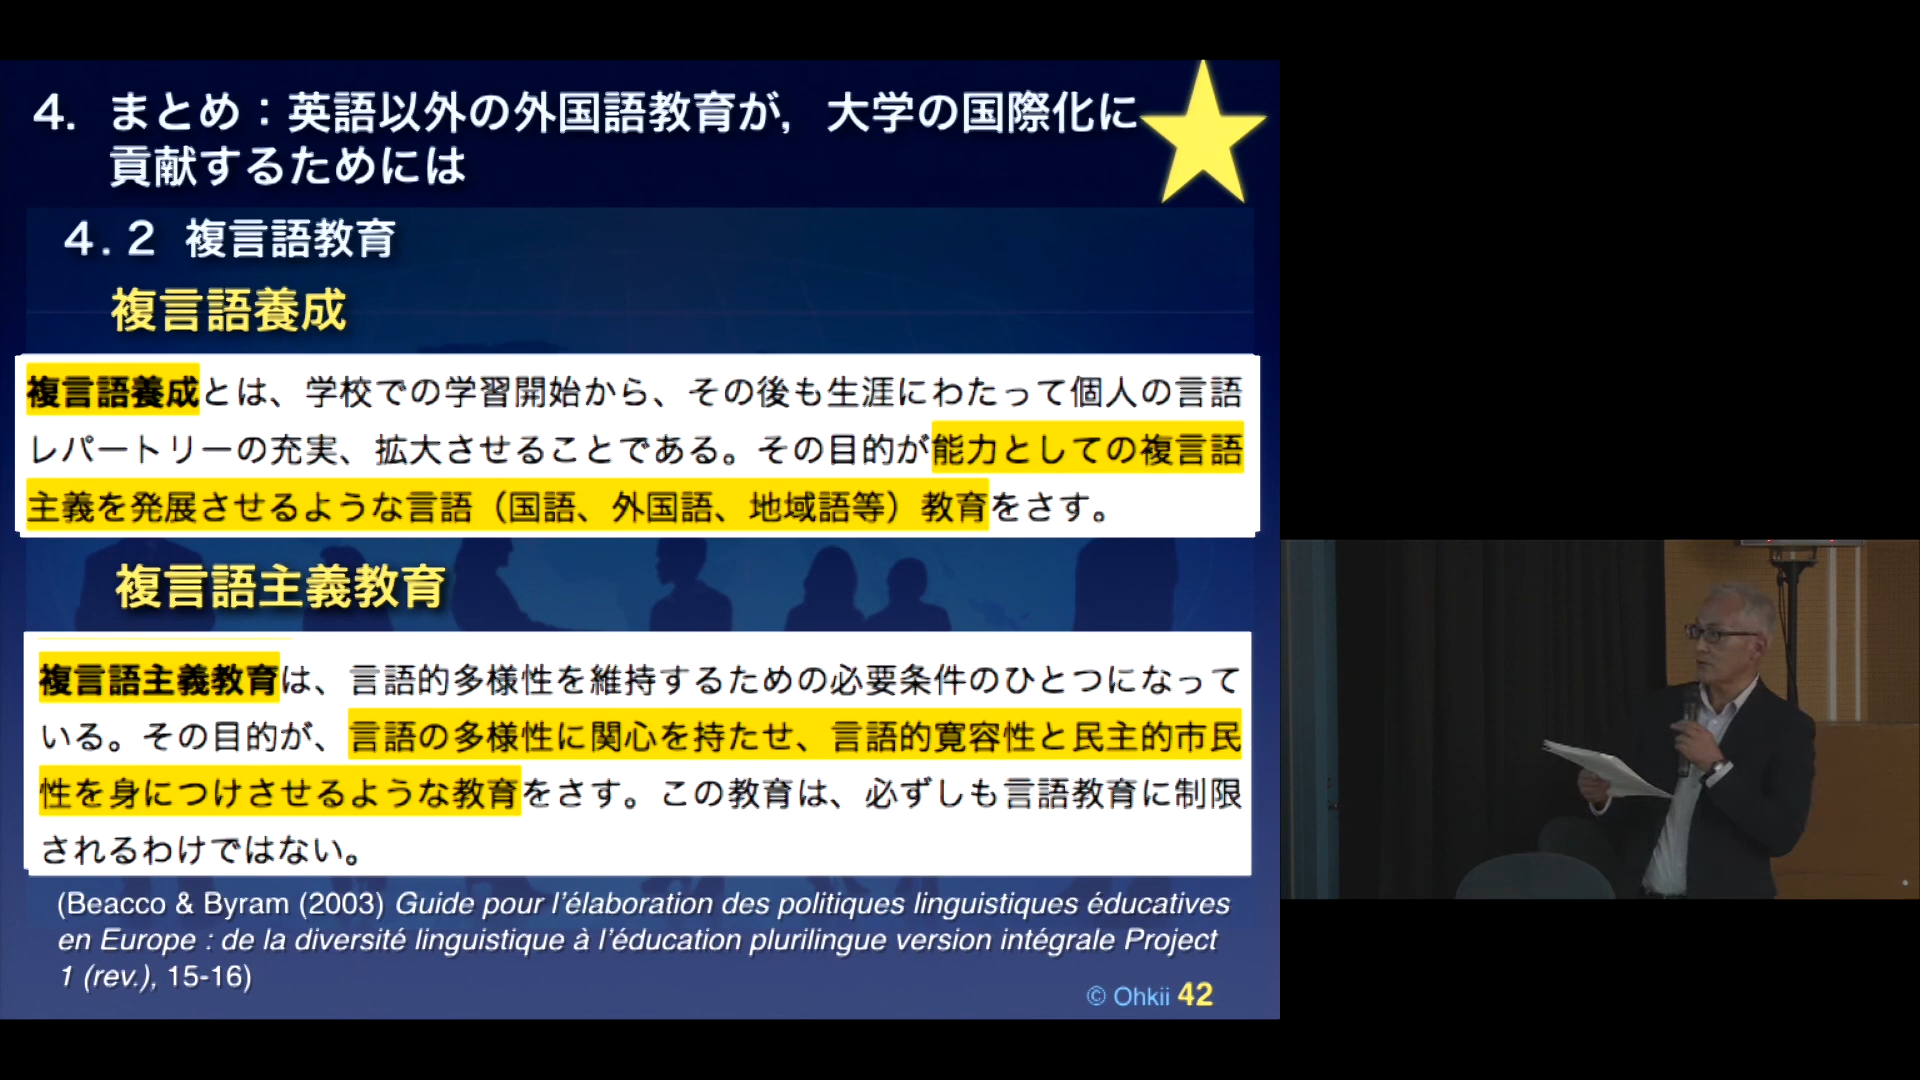 4. まとめ：英語以外の外国語教育が，大学の国際化に
貢献するためには
４.２ 複言語教育
複言語養成
複言語養成とは、学校での学習開始から、その後も生涯にわたって個人の言語
レパートリーの充実、拡大させることである。その目的が能力としての複言語
主義を発展させるような言語（国語、外国語、地域語等）教育をさす。
複言語主義教育
複言語主義教育は、言語的多様性を維持するための必要条件のひとつになって
いる。その目的が、言語の多様性に関心を持たせ、言語的寛容性と民主的市民
性を身につけさせるような教育をさす。この教育は、必ずしも言語教育に制限
されるわけではない。
(Beacco & Byram (2003) Guide pour l’élaboration des politiques linguistiques éducatives
en Europe : de la diversité linguistique à l’éducation plurilingue version intégrale Project
1 (rev.), 15-16)
© Ohkii 42